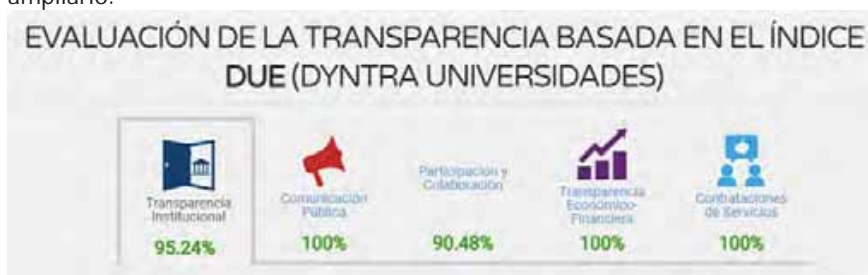 ampliarlo.
EVALUACIÓN DE LA TRANSPARENCIA BASADA EN EL ÍNDICE
DUE (DYNTRA UNIVERSIDADES)
Transparencia
Institucional
95.24%
Comunicación
Pública
100%
Participación y
Colaboración
90.48%
Transparencia
Económico-
Financiera
100%
Contrataciones
de Servicios
100%